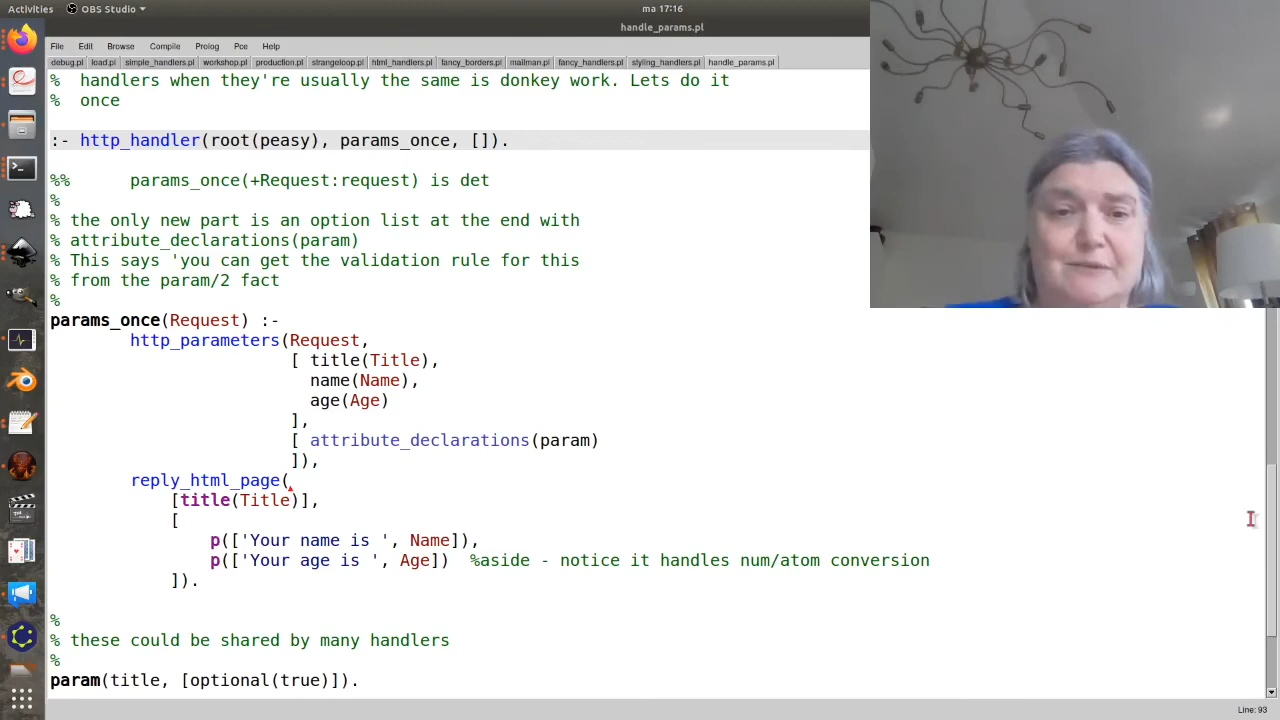 Activities
OBS Studio
ma 17:16
handle_params.pl
File Edit Browse Compile Prolog Pce Help
debug.pl load.pl simple_handlers.pl workshop.pl production.pl strangeloop.pl html_handlers.pl fancy_borders.pl mailman.pl fancy_handlers.pl styling_handlers.pl handle_params.pl
%  handlers when they're usually the same is donkey work. Lets do it
%  once
:- http_handler(root(peasy), params_once, []).
%%      params_once(+Request:request) is det
%
% the only new part is an option list at the end with
% attribute_declarations(param)
% This says 'you can get the validation rule for this
% from the param/2 fact
%
params_once(Request) :-
        http_parameters(Request,
                        [ title(Title),
                          name(Name),
                          age(Age)
                        ],
                        [ attribute_declarations(param)
                        ]),
        reply_html_page(
            [title(Title)],
            [
                p(['Your name is ', Name]),
                p(['Your age is ', Age])  %aside - notice it handles num/atom conversion
            ]).
%
% these could be shared by many handlers
%
param(title, [optional(true)]).
Line: 93